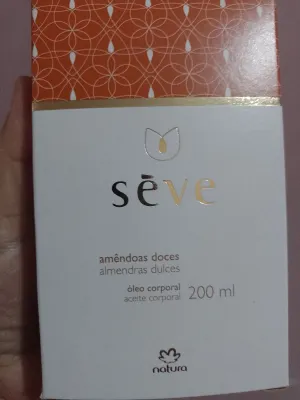 sève
amêndoas doces
almendras dulces
óleo corporal
aceite corporal 200 ml
natura